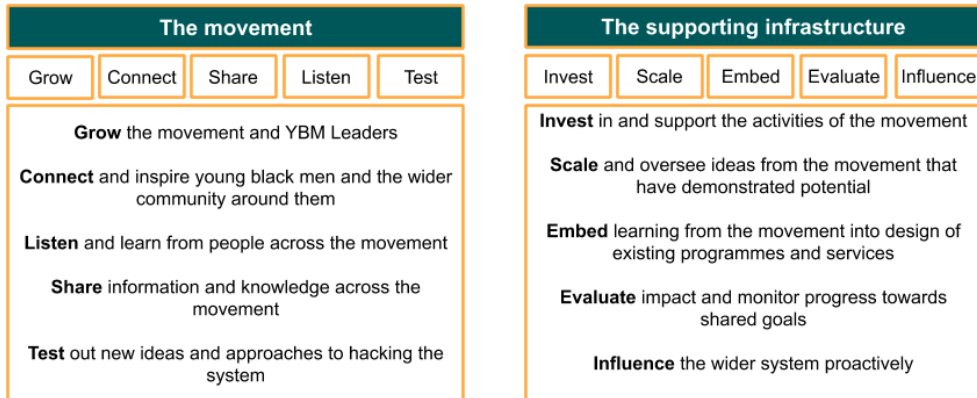 The movement
Grow
Connect
Share
Listen
Test
Grow the movement and YBM Leaders
Connect and inspire young black men and the wider
community around them
Listen and learn from people across the movement
Share information and knowledge across the
movement
Test out new ideas and approaches to hacking the
system
The supporting infrastructure
Invest
Scale
Embed
Evaluate
Influence
Invest in and support the activities of the movement
Scale and oversee ideas from the movement that
have demonstrated potential
Embed learning from the movement into design of
existing programmes and services
Evaluate impact and monitor progress towards
shared goals
Influence the wider system proactively